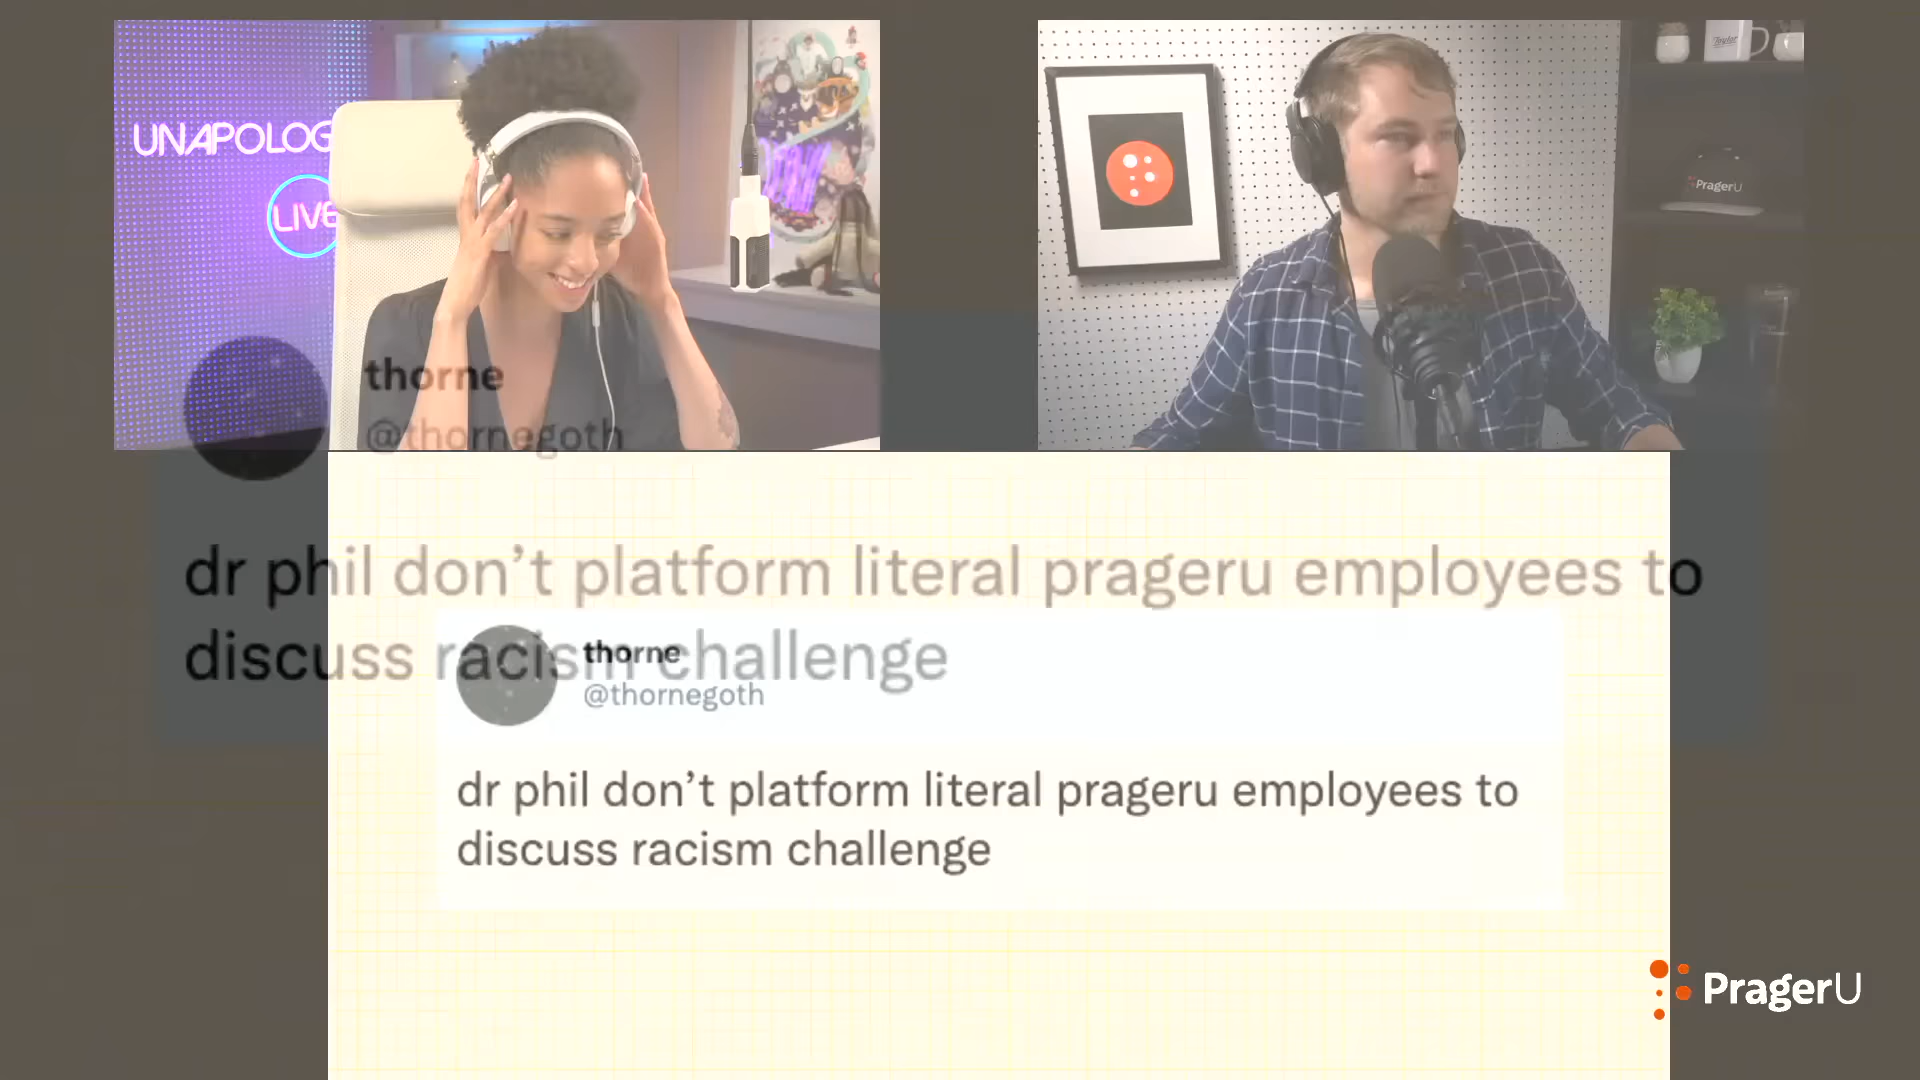 UNAPOLOG
LIVE
PragerU
thorne
@thornegoth
dr phil don't platform literal prageru employees to
discuss racism challenge
thorne
@thornegoth
dr phil don't platform literal prageru employees to
discuss racism challenge
PragerU